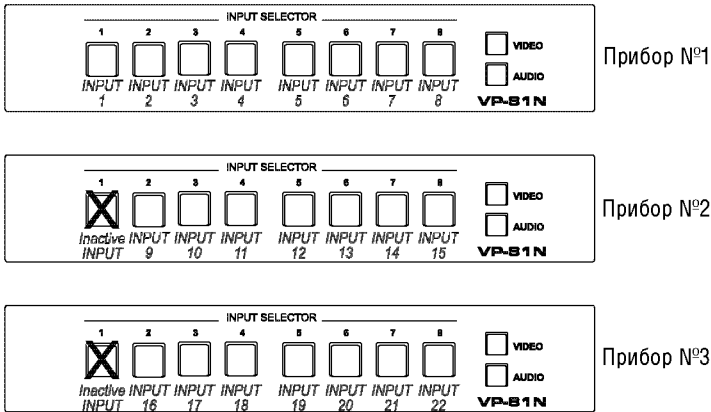 INPUT SELECTOR
1 2 3 4 5 6 7 8
VIDEO
AUDIO
INPUT INPUT INPUT INPUT INPUT INPUT INPUT INPUT
1 2 3 4 5 6 7 8
VP-81N
Прибор №1
INPUT SELECTOR
1 2 3 4 5 6 7 8
VIDEO
AUDIO
Inactive INPUT INPUT INPUT INPUT INPUT INPUT INPUT
INPUT 9 10 11 12 13 14 15
VP-81N
Прибор №2
INPUT SELECTOR
1 2 3 4 5 6 7 8
VIDEO
AUDIO
Inactive INPUT INPUT INPUT INPUT INPUT INPUT INPUT
INPUT 16 17 18 19 20 21 22
VP-81N
Прибор №3